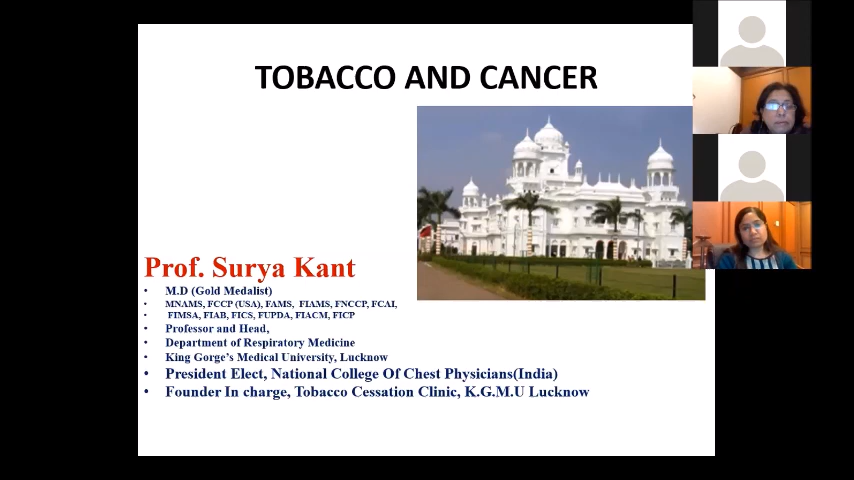 TOBACCO AND CANCER
Prof. Surya Kant
• M.D (Gold Medalist)
• MNAMS, FCCP (USA), FAMS, FIAMS, FNCCP, FCAI,
• FIMSA, FIAB, FICS, FUPDA, FIACM, FICP
• Professor and Head,
• Department of Respiratory Medicine
• King Gorge's Medical University, Lucknow
• President Elect, National College Of Chest Physicians(India)
• Founder In charge, Tobacco Cessation Clinic, K.G.M.U Lucknow